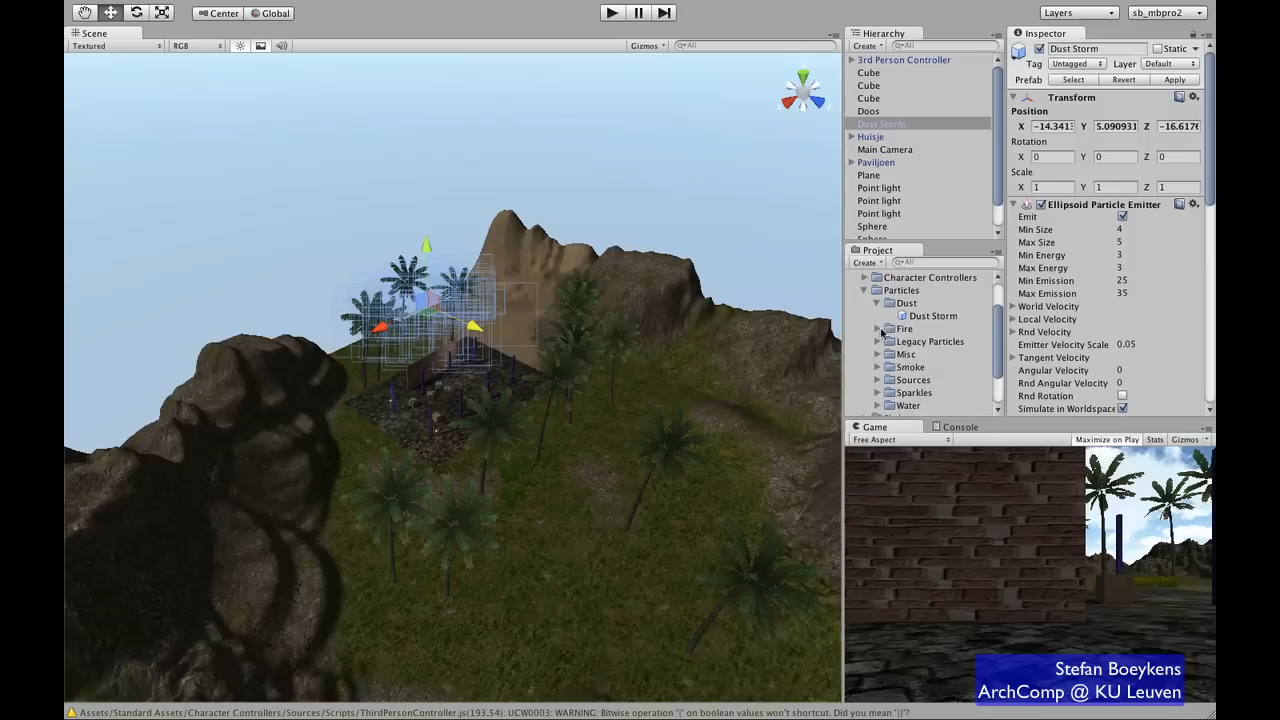 Center Global
Layers sb_mbpro2
Scene
Textured RGB Gizmos All
Hierarchy
Create All
3rd Person Controller
Cube
Cube
Cube
Doos
Dust Storm
Huisje
Main Camera
Paviljoen
Plane
Point light
Point light
Point light
Sphere
Project
Create All
Character Controllers
Particles
Dust
Dust Storm
Fire
Legacy Particles
Misc
Smoke
Sources
Sparkles
Water
Inspector
Dust Storm Static
Tag Untagged Layer Default
Prefab Select Revert Apply
Transform
Position
X -14.341 Y 5.090931 Z -16.6176
Rotation
X 0 Y 0 Z 0
Scale
X 1 Y 1 Z 1
Ellipsoid Particle Emitter
Emit
Min Size 4
Max Size 5
Min Energy 3
Max Energy 3
Min Emission 25
Max Emission 35
World Velocity
Local Velocity
Rnd Velocity
Emitter Velocity Scale 0.05
Tangent Velocity
Angular Velocity 0
Rnd Angular Velocity 0
Rnd Rotation
Simulate in Worldspace
Game Console
Free Aspect Maximize on Play Stats Gizmos
Stefan Boeykens
ArchComp @ KU Leuven
Assets/Standard Assets/Character Controllers/Sources/Scripts/ThirdPersonController.js(193,54): UCW0003: WARNING: Bitwise operation '|' on boolean values won't shortcut. Did you mean '||'?